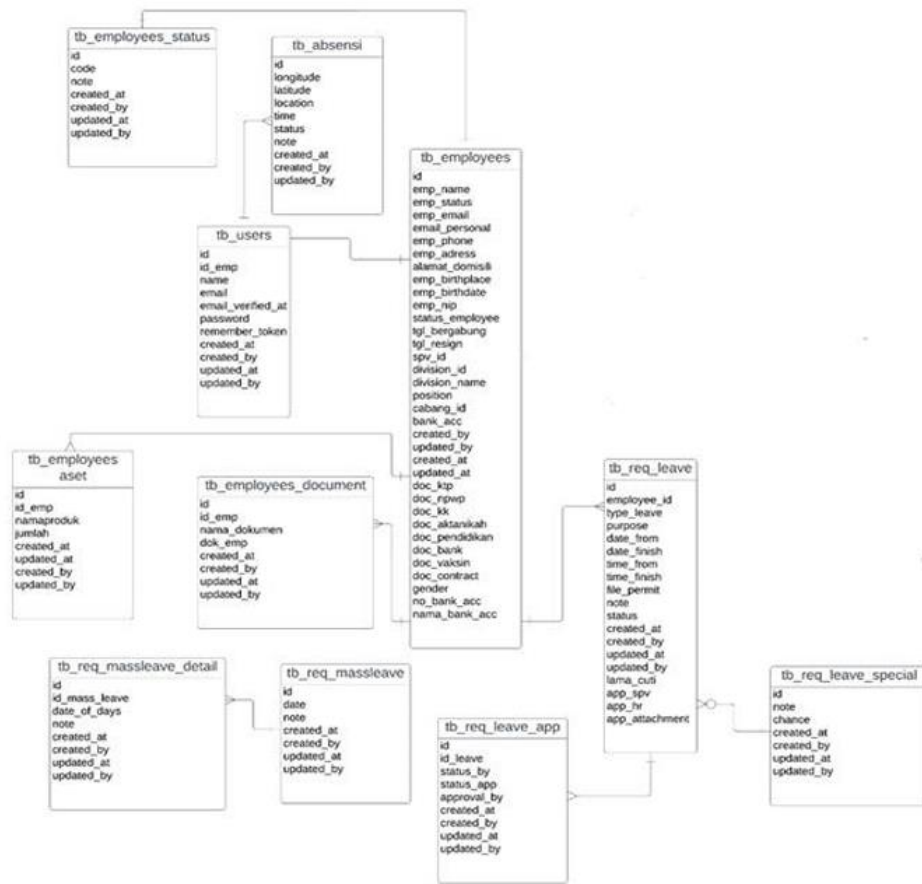 tb_employees_status
id
code
note
created_at
created_by
updated_at
updated_by
tb_absensi
id
longitude
latitude
location
time
status
note
created_at
created_by
updated_by
tb_employees
id
emp_name
emp_status
emp_email
email_personal
emp_phone
emp_adress
alamat_domisili
emp_birthplace
emp_birthdate
emp_nip
status_employee
tgl_bergabung
tgl_resign
spv_id
division_id
division_name
position
cabang_id
bank_acc
created_by
updated_by
created_at
updated_at
doc_ktp
doc_npwp
doc_kk
doc_aktanikah
doc_pendidikan
doc_bank
doc_vaksin
doc_contract
gender
no_bank_acc
nama_bank_acc
tb_users
id
id_emp
name
email
email_verified_at
password
remember_token
created_at
created_by
updated_at
updated_by
tb_employees
aset
id
id_emp
namaproduk
jumlah
created_at
updated_at
created_by
updated_by
tb_employees_document
id
id_emp
nama_dokumen
dok_emp
created_at
created_by
updated_at
updated_by
tb_req_leave
id
employee_id
type_leave
purpose
date_from
date_finish
time_from
time_finish
file_permit
note
status
created_at
created_by
updated_at
updated_by
lama_cuti
app_spv
app_hr
app_attachment
tb_req_massleave_detail
id
id_mass_leave
date_of_days
note
created_at
created_by
updated_at
updated_by
tb_req_massleave
id
date
note
created_at
created_by
updated_at
updated_by
tb_req_leave_app
id
id_leave
status_by
status_app
approval_by
created_at
created_by
updated_at
updated_by
tb_req_leave_special
id
note
chance
created_at
created_by
updated_at
updated_by